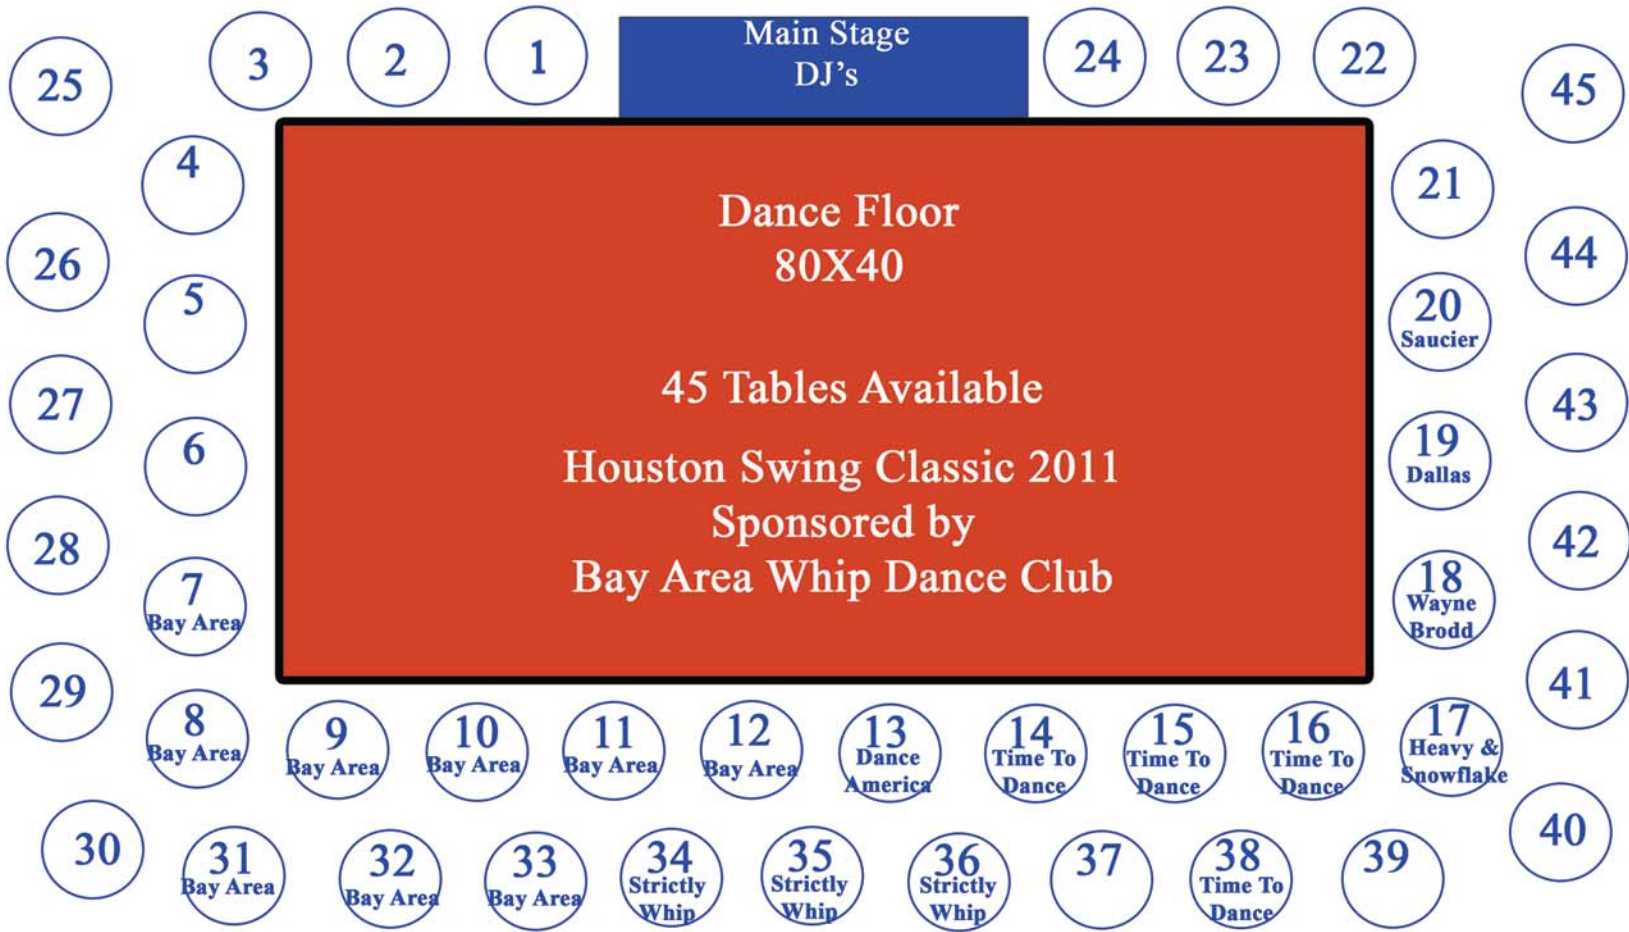 Main Stage
DJ's
25
3
2
1
24
23
22
45
4
21
Dance Floor
80X40
26
5
20
Saucier
44
45 Tables Available
27
6
19
Dallas
43
Houston Swing Classic 2011
Sponsored by
Bay Area Whip Dance Club
28
7
Bay Area
18
Wayne
Brodd
42
29
8
Bay Area
9
Bay Area
10
Bay Area
11
Bay Area
12
Bay Area
13
Dance
America
14
Time To
Dance
15
Time To
Dance
16
Time To
Dance
17
Heavy &
Snowflake
41
30
31
Bay Area
32
Bay Area
33
Bay Area
34
Strictly
Whip
35
Strictly
Whip
36
Strictly
Whip
37
38
Time To
Dance
39
40